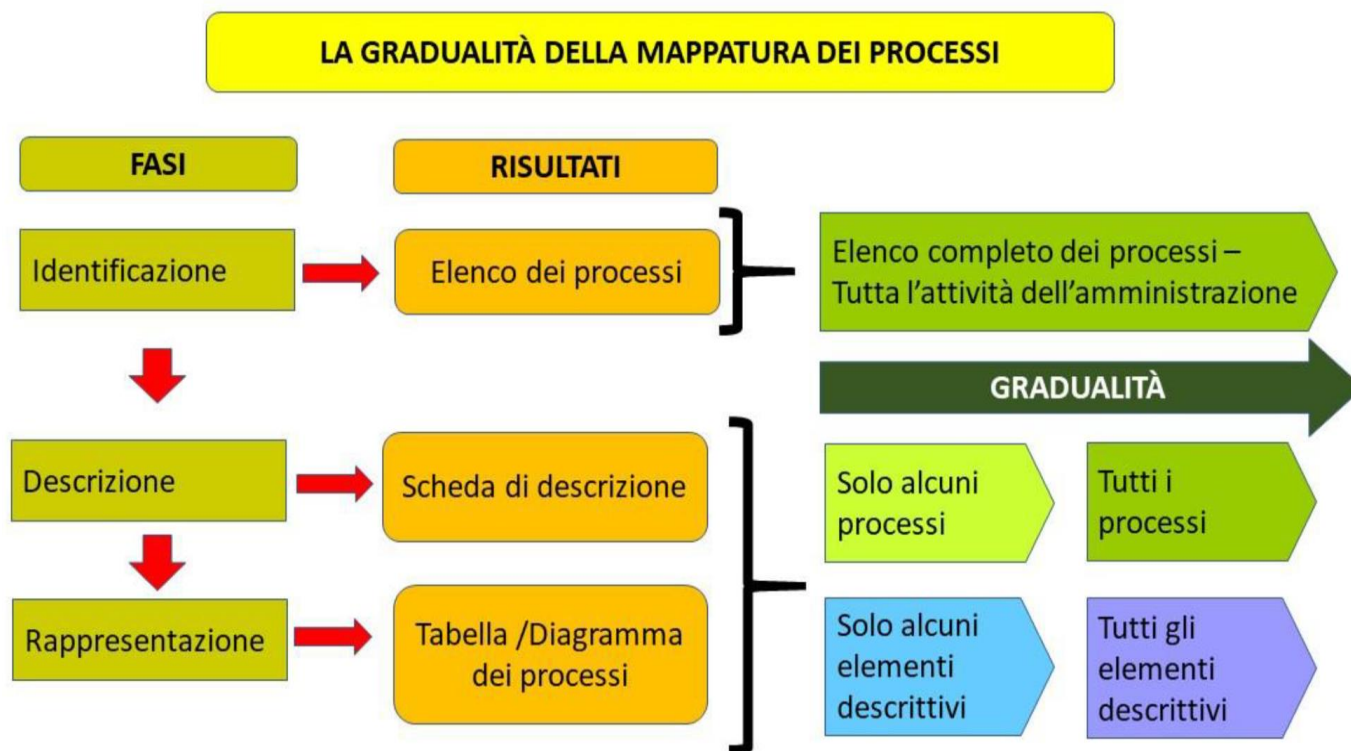 LA GRADUALITÀ DELLA MAPPATURA DEI PROCESSI
FASI
RISULTATI
Identificazione
Elenco dei processi
Elenco completo dei processi –
Tutta l'attività dell'amministrazione
GRADUALITÀ
Descrizione
Scheda di descrizione
Solo alcuni
processi
Tutti i
processi
Rappresentazione
Tabella /Diagramma
dei processi
Solo alcuni
elementi
descrittivi
Tutti gli
elementi
descrittivi